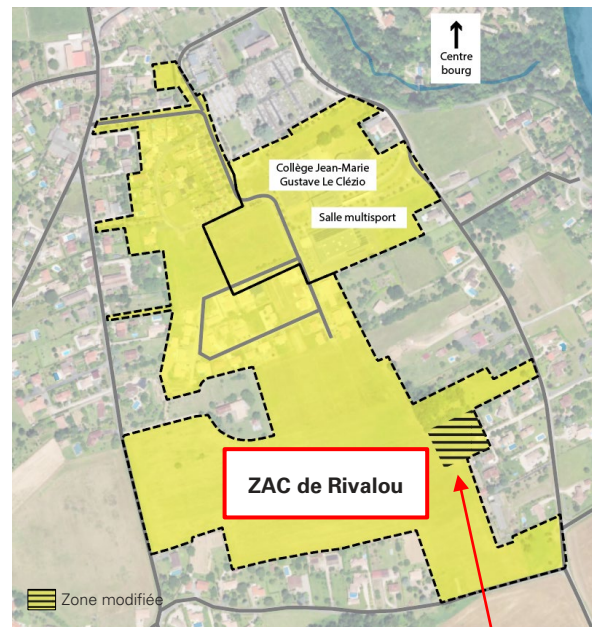 Centre
bourg
Collège Jean-Marie
Gustave Le Clézio
Salle multisport
ZAC de Rivalou
Zone modifiée